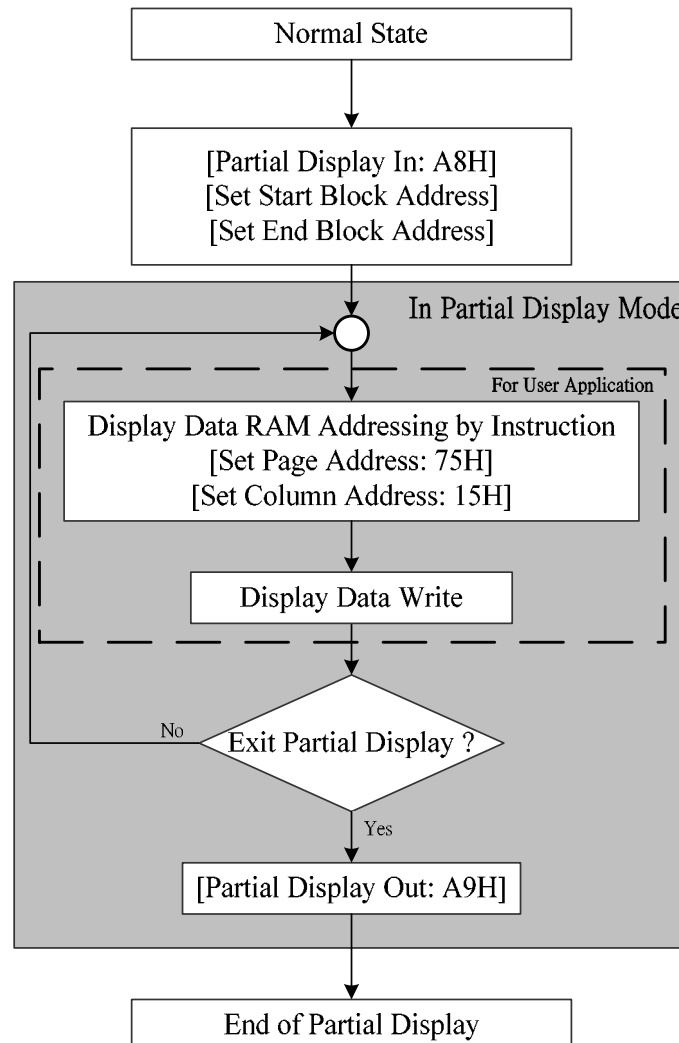 Normal State
[Partial Display In: A8H]
[Set Start Block Address]
[Set End Block Address]
In Partial Display Mode
For User Application
Display Data RAM Addressing by Instruction
[Set Page Address: 75H]
[Set Column Address: 15H]
Display Data Write
No
Exit Partial Display ?
Yes
[Partial Display Out: A9H]
End of Partial Display